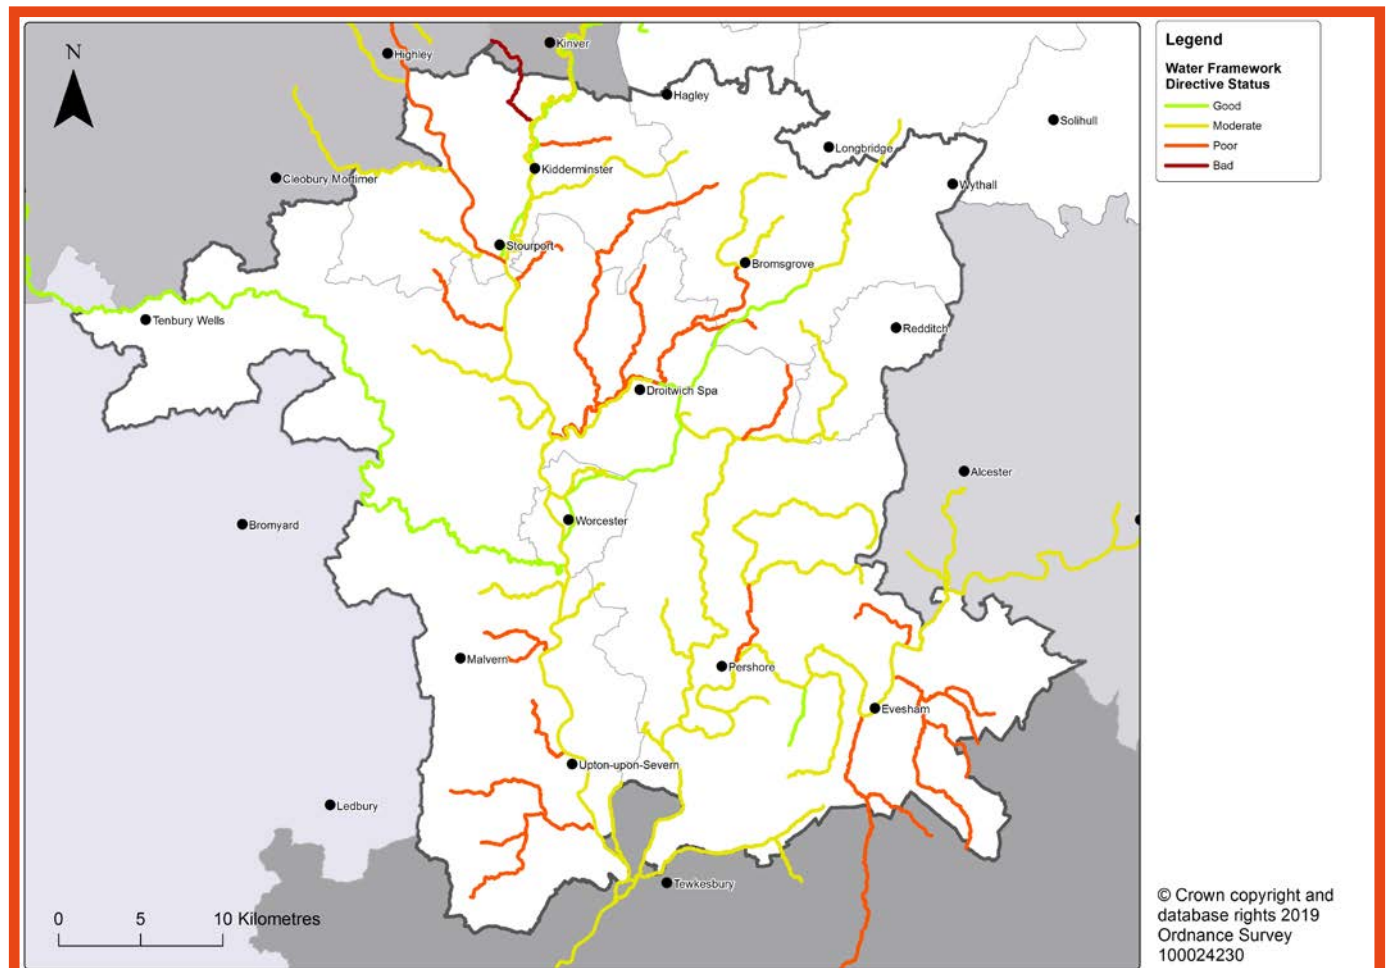 N
Highley
Kinver
Hagley
Solihull
Longbridge
Cleobury Mortimer
Kidderminster
Wythall
Stourport
Bromsgrove
Tenbury Wells
Redditch
Droitwich Spa
Alcester
Bromyard
Worcester
Malvern
Pershore
Evesham
Upton-upon-Severn
Ledbury
Tewkesbury
0 5 10 Kilometres
Legend
Water Framework
Directive Status
Good
Moderate
Poor
Bad
© Crown copyright and
database rights 2019
Ordnance Survey
100024230